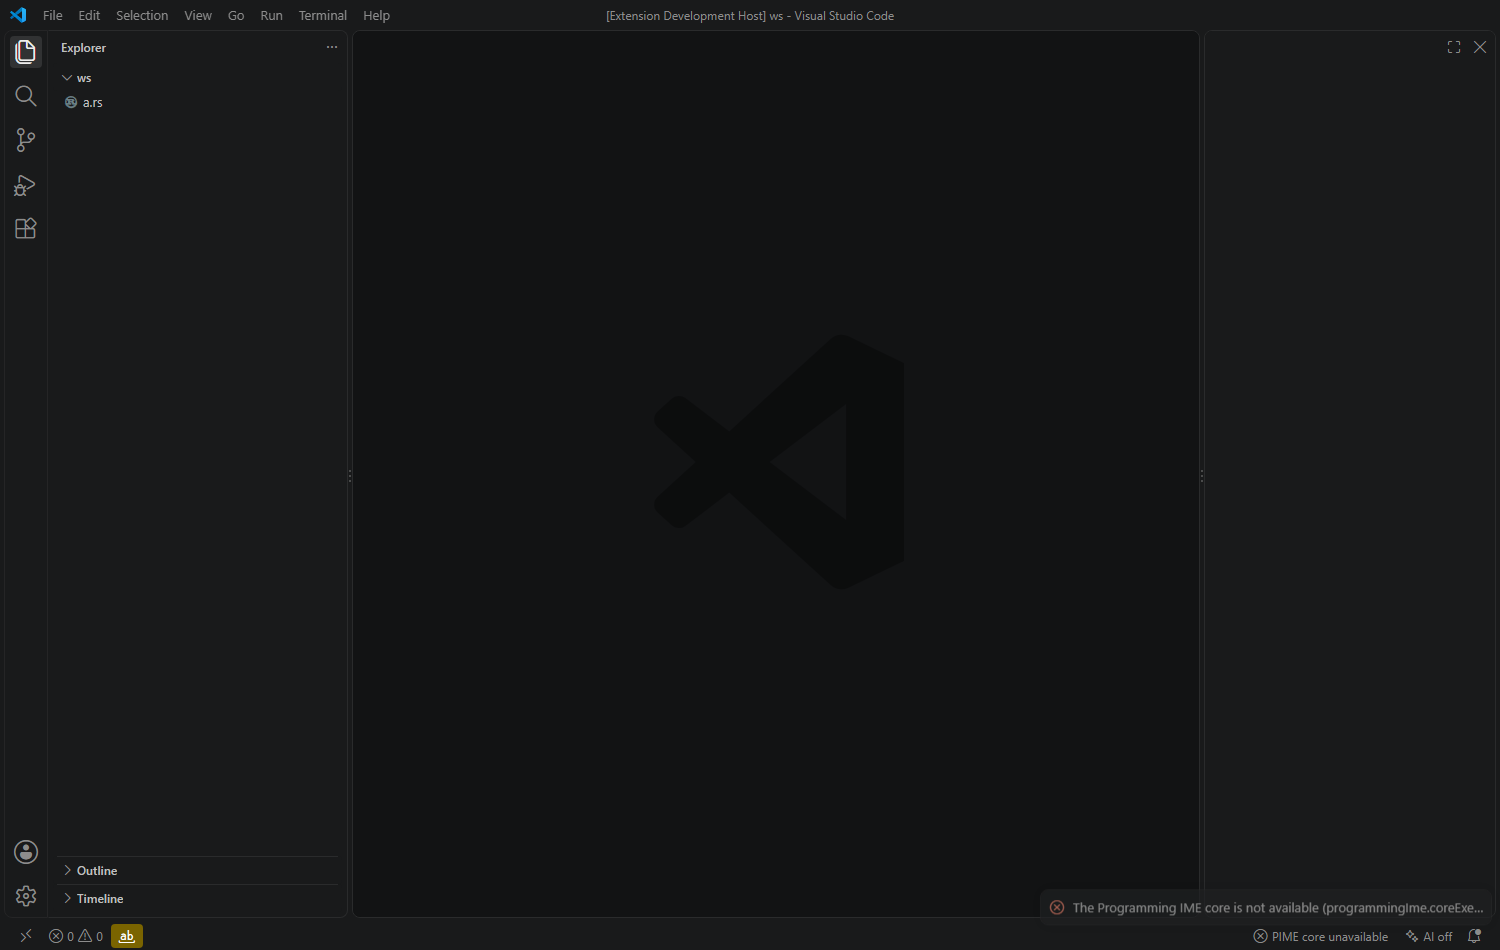 File Edit Selection View Go Run Terminal Help
[Extension Development Host] ws - Visual Studio Code
Explorer
ws
a.rs
Outline
Timeline
The Programming IME core is not available (programmingIme.coreExe...
0 0 ab
PIME core unavailable AI off